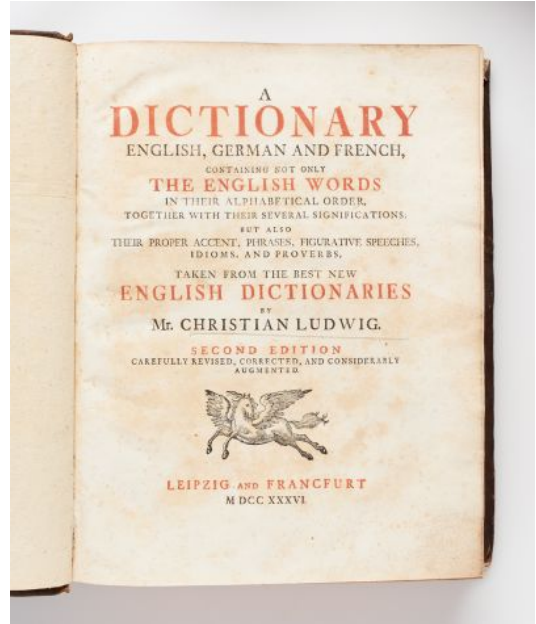 A
DICTIONARY
ENGLISH, GERMAN AND FRENCH,
CONTAINING NOT ONLY
THE ENGLISH WORDS
IN THEIR ALPHABETICAL ORDER,
TOGETHER WITH THEIR SEVERAL SIGNIFICATIONS;
BUT ALSO
THEIR PROPER ACCENT, PHRASES, FIGURATIVE SPEECHES,
IDIOMS, AND PROVERBS,
TAKEN FROM THE BEST NEW
ENGLISH DICTIONARIES
BY
Mr. CHRISTIAN LUDWIG.
SECOND EDITION
CAREFULLY REVISED, CORRECTED, AND CONSIDERABLY
AUGMENTED
LEIPZIG AND FRANCFURT
M DCC XXXVI.